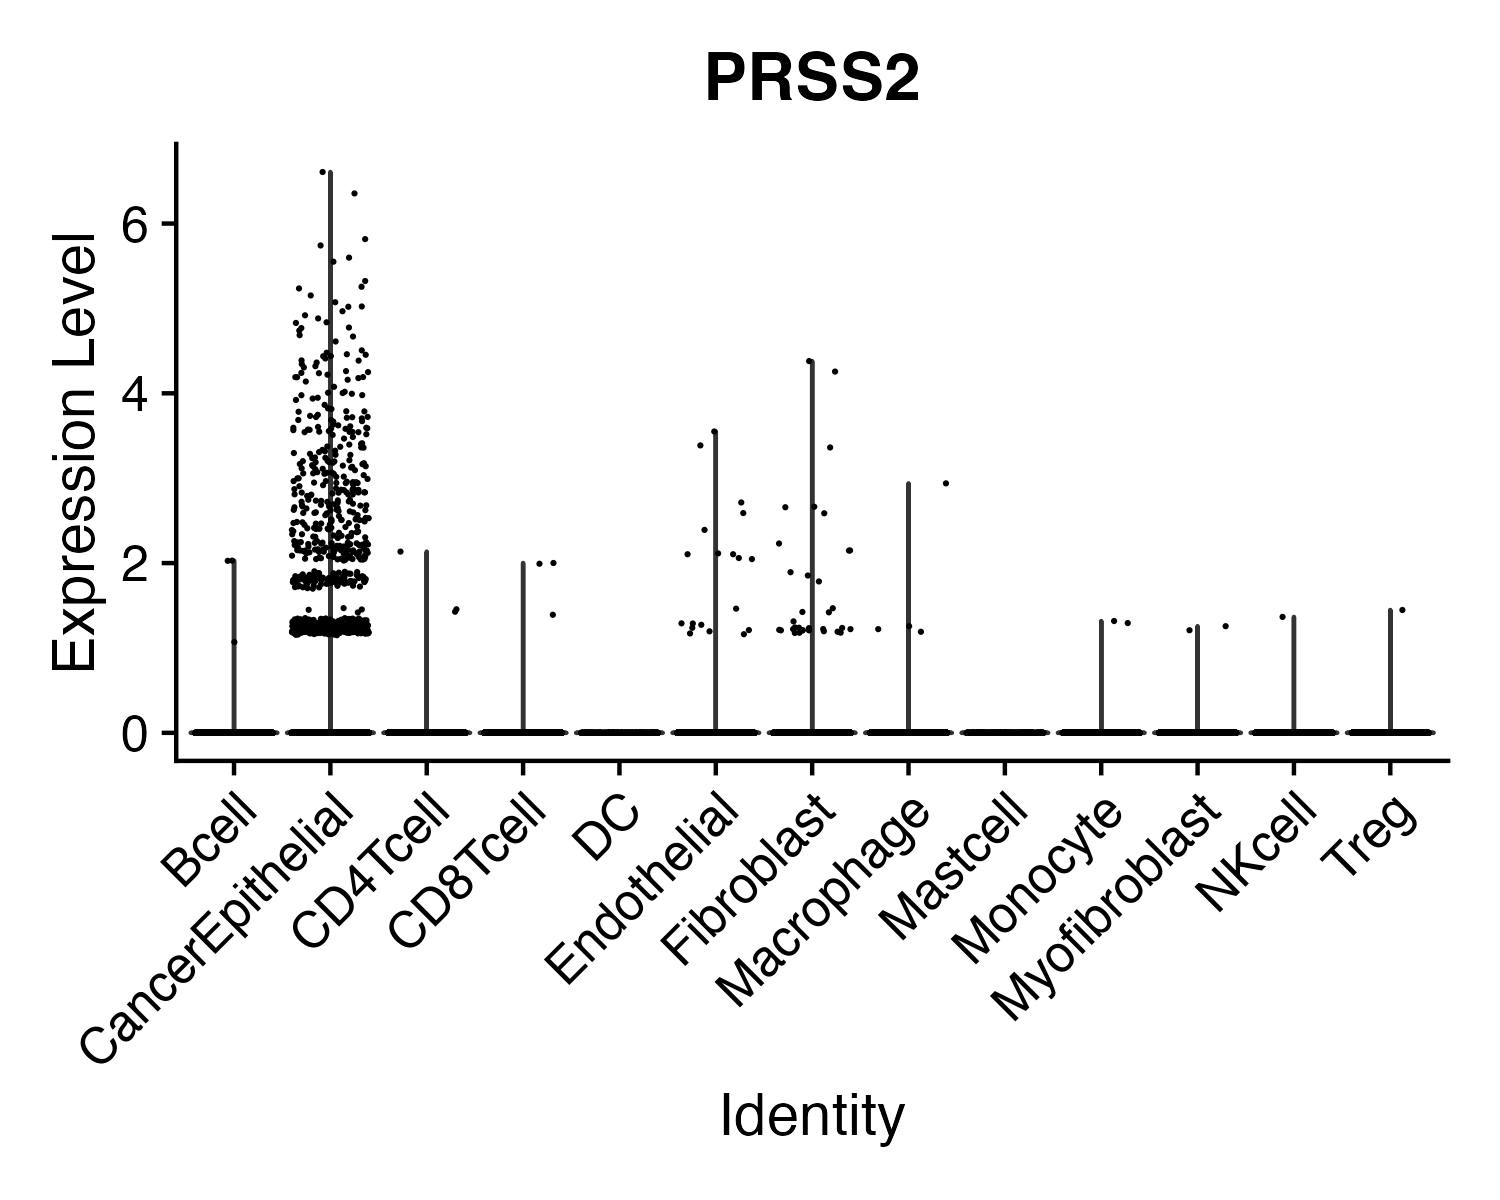 PRSS2
Expression Level
6
4
2
0
Bcell
CancerEpithelial
CD4Tcell
CD8Tcell
DC
Endothelial
Fibroblast
Macrophage
Mastcell
Monocyte
Myofibroblast
NKcell
Treg
Identity